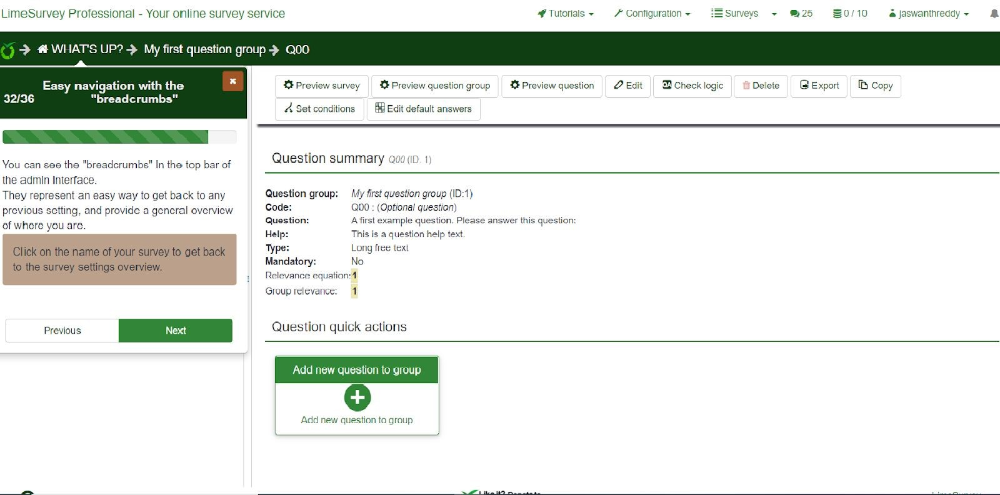 LimeSurvey Professional - Your online survey service
Tutorials
Configuration
Surveys
25
0 / 10
jaswanthreddy
WHAT'S UP?
My first question group
Q00
32/36
Easy navigation with the
"breadcrumbs"
You can see the "breadcrumbs" In the top bar of
the admin Interface.
They represent an easy way to get back to any
previous setting, and provide a general overview
of where you are.
Click on the name of your survey to get back
to the survey settings overview.
Previous
Next
Preview survey
Preview question group
Preview question
Edit
Check logic
Delete
Export
Copy
Set conditions
Edit default answers
Question summary Q00 (ID. 1)
Question group: My first question group (ID:1)
Code: Q00 : (Optional question)
Question: A first example question. Please answer this question:
Help: This is a question help text.
Type: Long free text
Mandatory: No
Relevance equation: 1
Group relevance: 1
Question quick actions
Add new question to group
Add new question to group